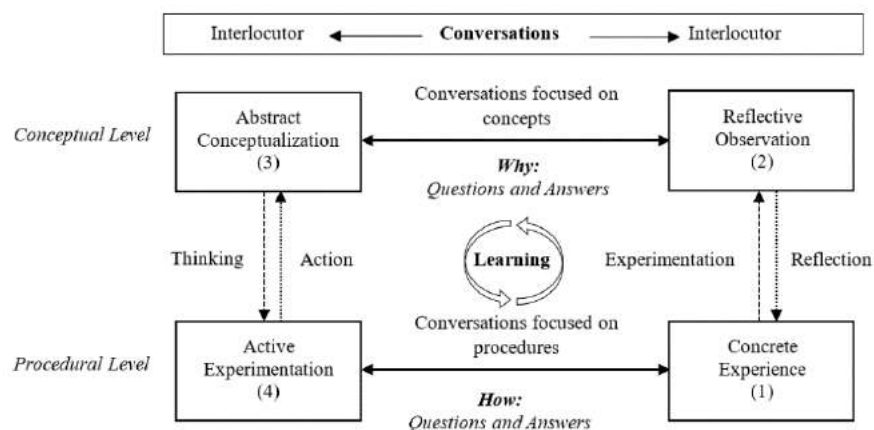 Interlocutor Conversations Interlocutor
Conversations focused on
concepts
Conceptual Level
Abstract
Conceptualization
(3)
Reflective
Observation
(2)
Why:
Questions and Answers
Thinking
Action
Learning
Experimentation
Reflection
Conversations focused on
procedures
Procedural Level
Active
Experimentation
(4)
Concrete
Experience
(1)
How:
Questions and Answers